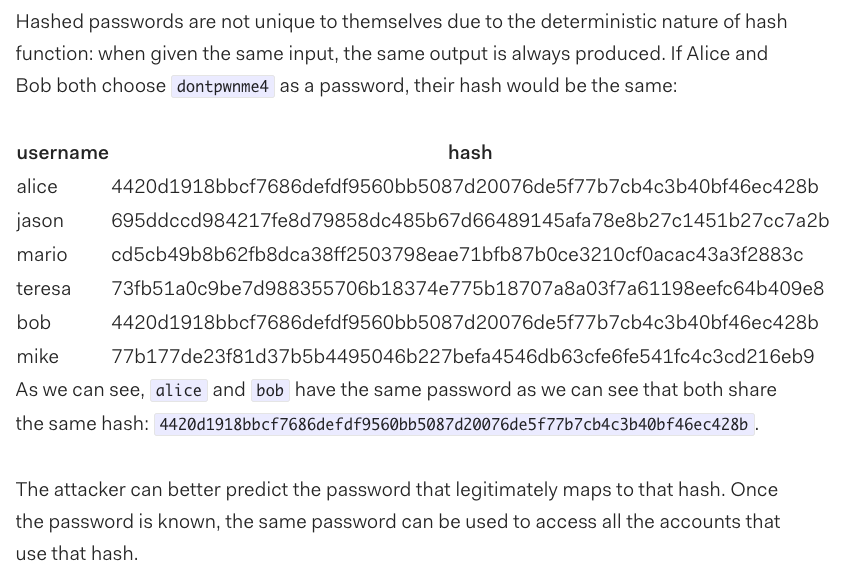 Hashed passwords are not unique to themselves due to the deterministic nature of hash
function: when given the same input, the same output is always produced. If Alice and
Bob both choose dontpwnme4 as a password, their hash would be the same:
username hash
alice 4420d1918bbcf7686defdf9560bb5087d20076de5f77b7cb4c3b40bf46ec428b
jason 695ddccd984217fe8d79858dc485b67d66489145afa78e8b27c1451b27cc7a2b
mario cd5cb49b8b62fb8dca38ff2503798eae71bfb87b0ce3210cf0acac43a3f2883c
teresa 73fb51a0c9be7d988355706b18374e775b18707a8a03f7a61198eefc64b409e8
bob 4420d1918bbcf7686defdf9560bb5087d20076de5f77b7cb4c3b40bf46ec428b
mike 77b177de23f81d37b5b4495046b227befa4546db63cfe6fe541fc4c3cd216eb9
As we can see, alice and bob have the same password as we can see that both share
the same hash: 4420d1918bbcf7686defdf9560bb5087d20076de5f77b7cb4c3b40bf46ec428b.
The attacker can better predict the password that legitimately maps to that hash. Once
the password is known, the same password can be used to access all the accounts that
use that hash.